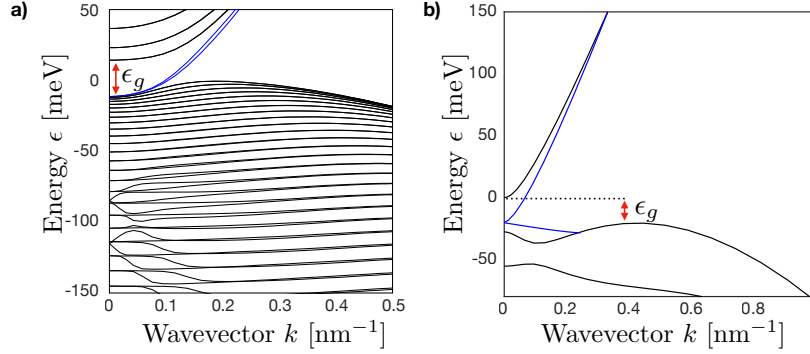 a)
50
0
-50
-100
-150
Energy ϵ [meV]
ϵg
0
0.1
0.2
0.3
0.4
0.5
Wavevector k [nm⁻¹]
b)
150
100
50
0
-50
Energy ϵ [meV]
ϵg
0
0.2
0.4
0.6
0.8
Wavevector k [nm⁻¹]